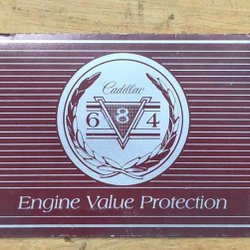 Cadillac
6 8 4
Engine Value Protection